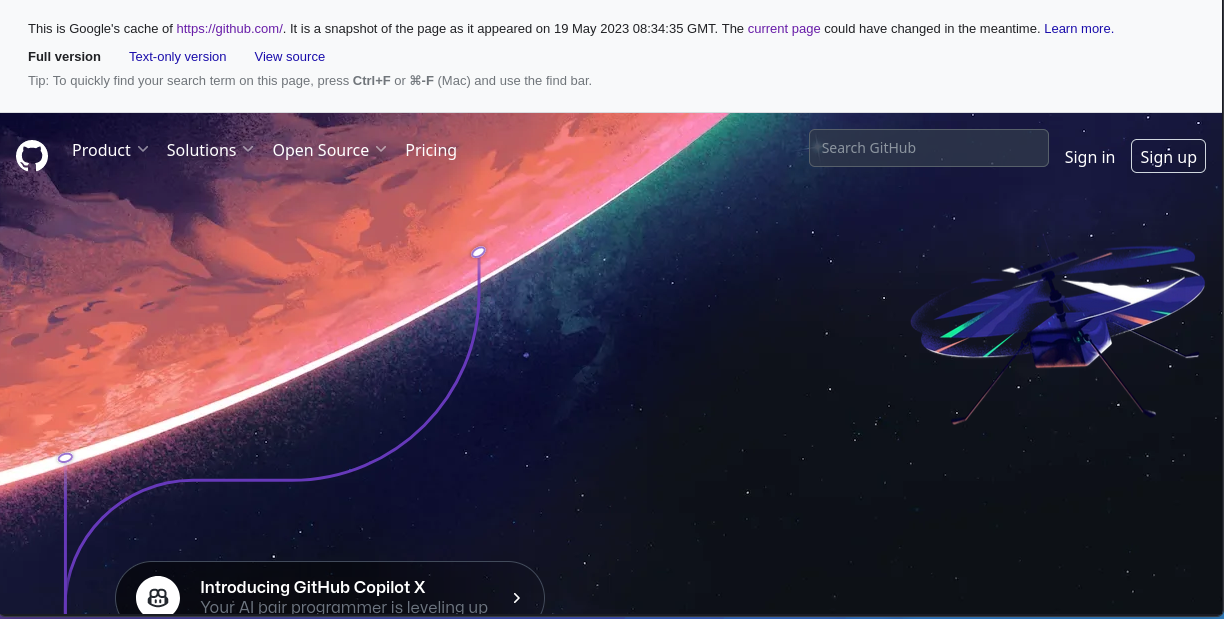 This is Google's cache of https://github.com/. It is a snapshot of the page as it appeared on 19 May 2023 08:34:35 GMT. The current page could have changed in the meantime. Learn more.
Full version Text-only version View source
Tip: To quickly find your search term on this page, press Ctrl+F or ⌘-F (Mac) and use the find bar.
Product Solutions Open Source Pricing Search GitHub Sign in Sign up
Introducing GitHub Copilot X
Your AI pair programmer is leveling up